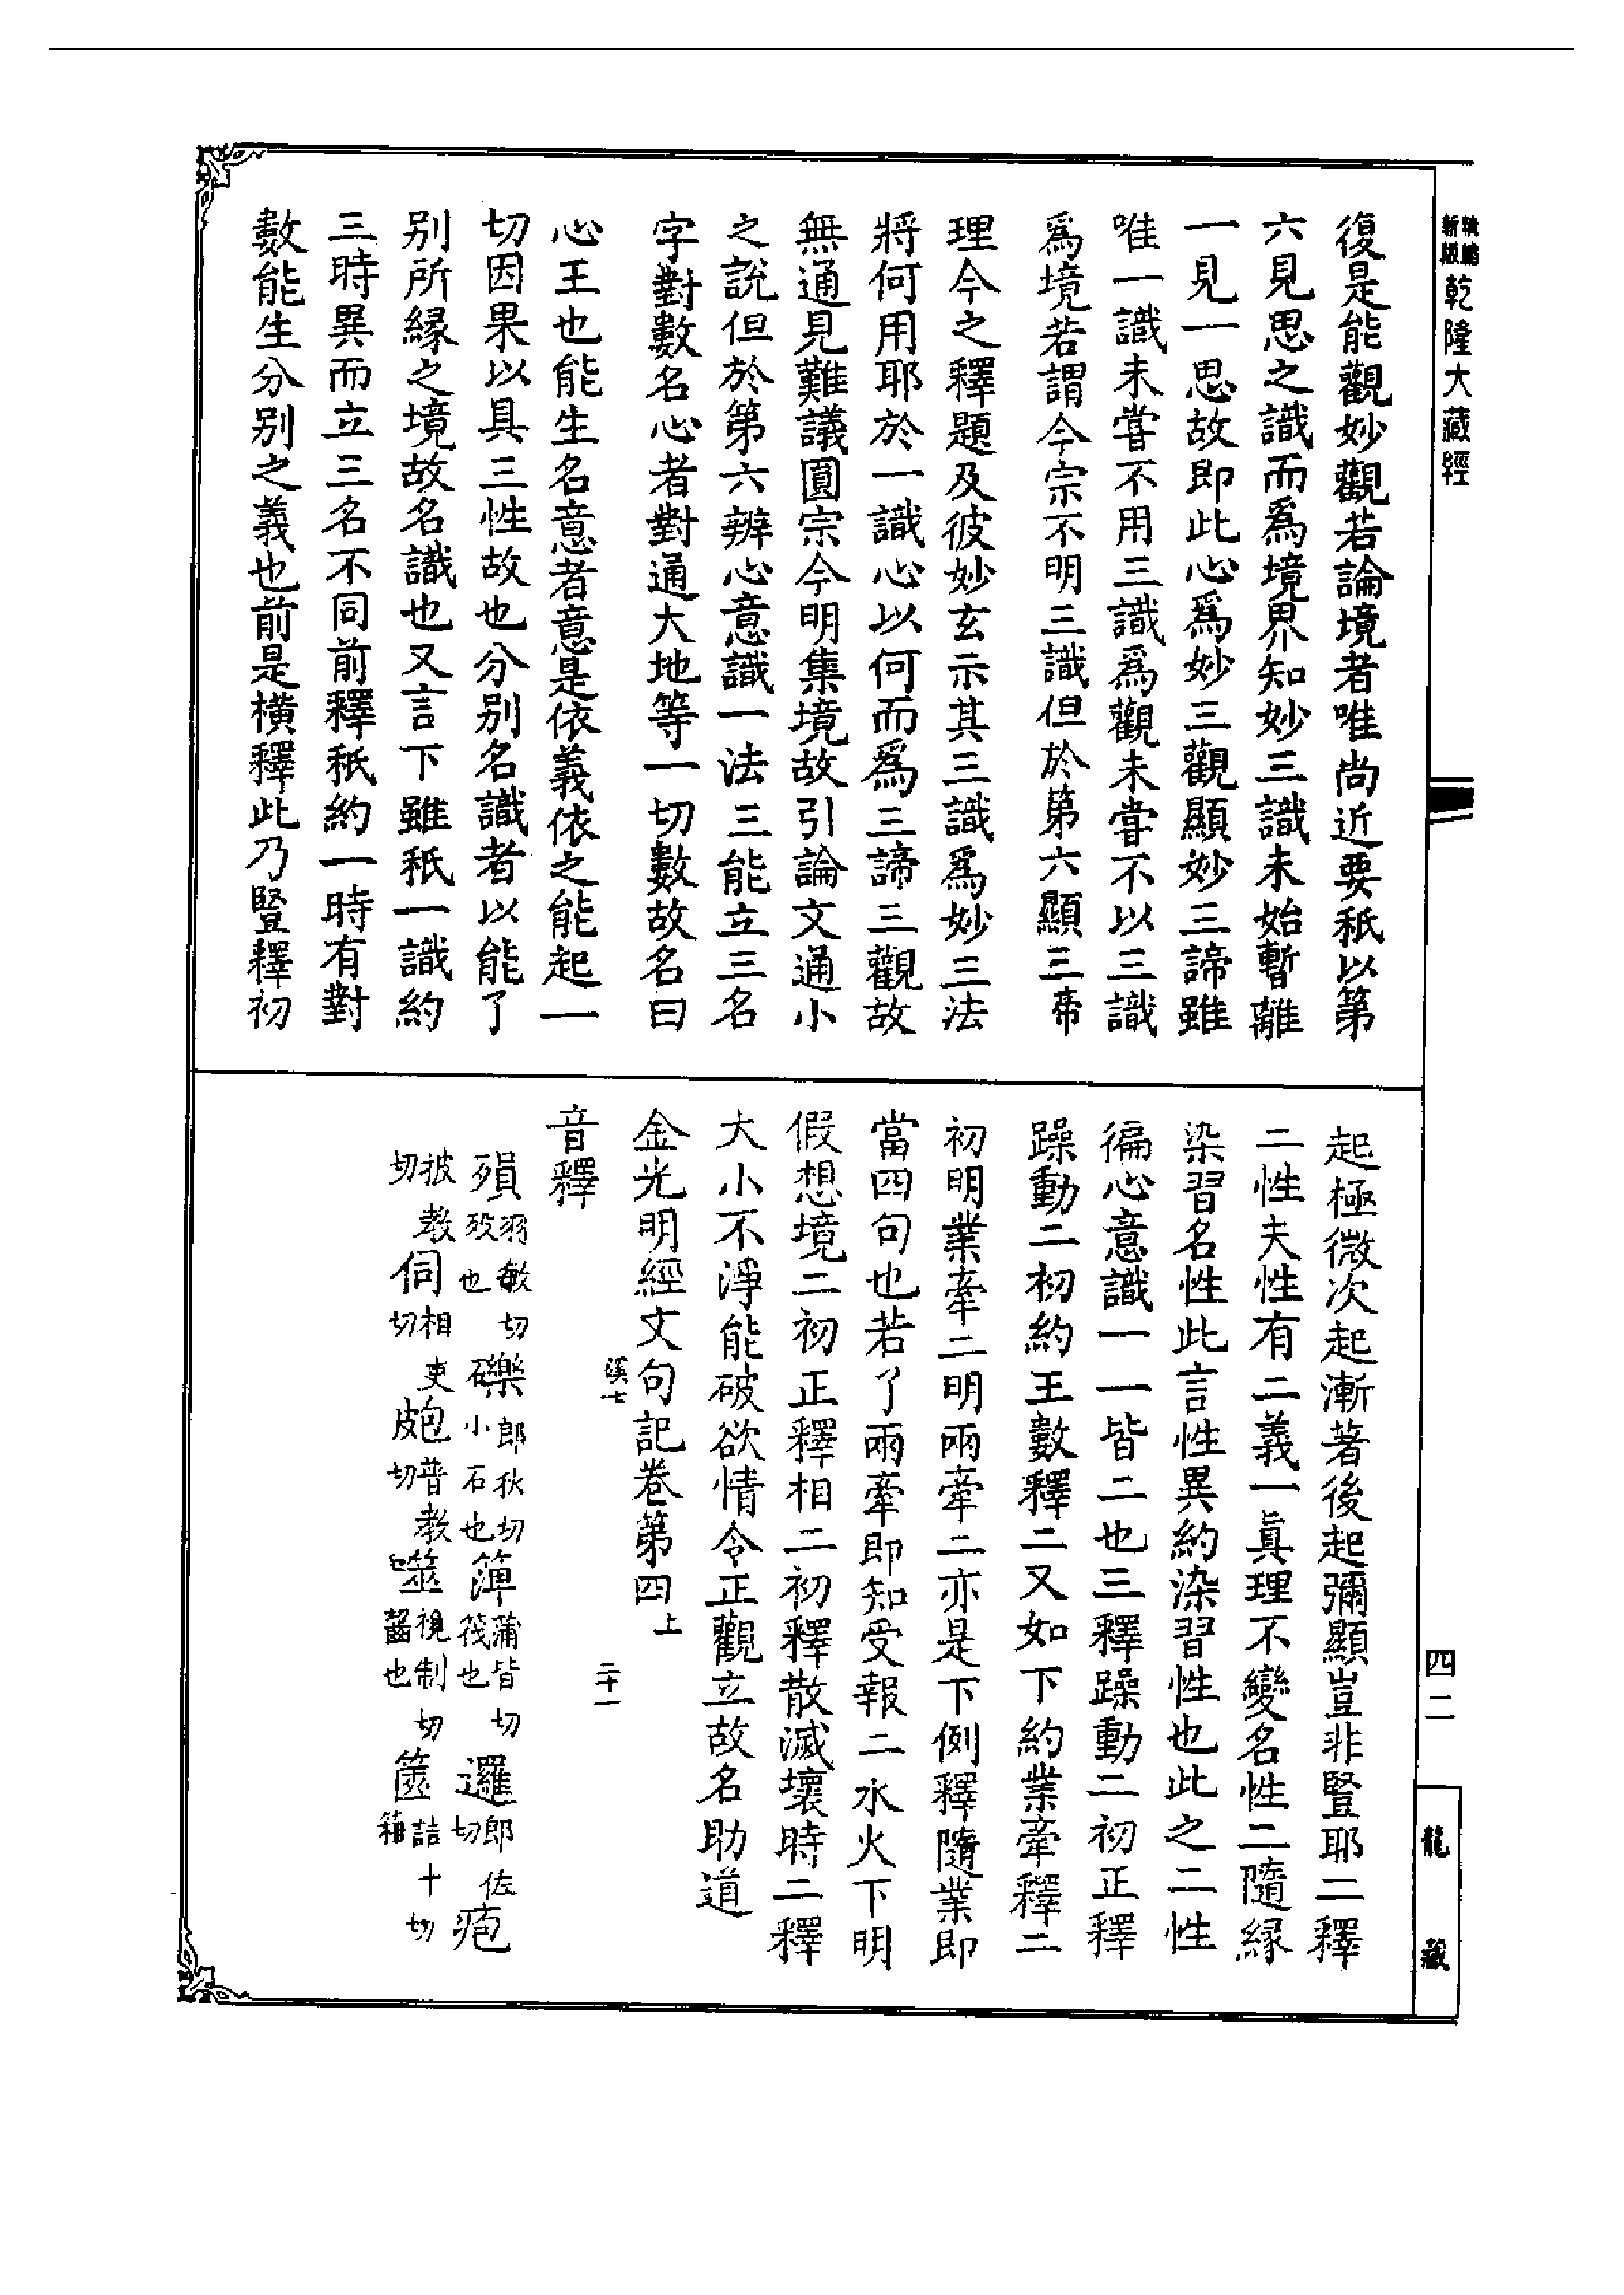 新版
精縮
乾隆大藏經
復是能觀妙觀若論境者唯尚近要秖以第
六見思之識而爲境界知妙三識未始暫離
一見一思故即此心爲妙三觀顯妙三諦雖
唯一識未嘗不用三識爲觀未嘗不以三識
爲境若謂今宗不明三識但於第六顯三帝
理今之釋題及彼妙玄示其三識爲妙三法
將何用耶於一識心以何而爲三諦三觀故
無通見難議圓宗今明集境故引論文通小
之說但於第六辨心意識一法三能立三名
字對數名心者對通大地等一切數故名曰
心王也能生名意者意是依義依之能起一
切因果以具三性故也分別名識者以能了
別所緣之境故名識也又言下雖秖一識約
三時異而立三名不同前釋秖約一時有對
數能生分別之義也前是橫釋此乃豎釋初
起極微次起漸著後起彌顯豈非豎耶二釋
二性夫性有二義一眞理不變名性二隨緣
染習名性此言性異約染習性也此之二性
徧心意識一一皆二也三釋躁動二初正釋
躁動二初約王數釋二又如下約業牽釋二
初明業牽二明兩牽二亦是下例釋隨業即
當四句也若了兩牽即知受報二水火下明
假想境二初正釋相二初釋散滅壞時二釋
大小不淨能破欲情令正觀立故名助道
金光明經文句記卷第四上
谿七
二十一
音釋
殞羽敏切歿也礫郎狄切小石也箄蒲皆切筏也邏郎佐切疱
披教切伺相吏切皰普教切噬視制切齧也篋詰十切箱
四二
龍藏